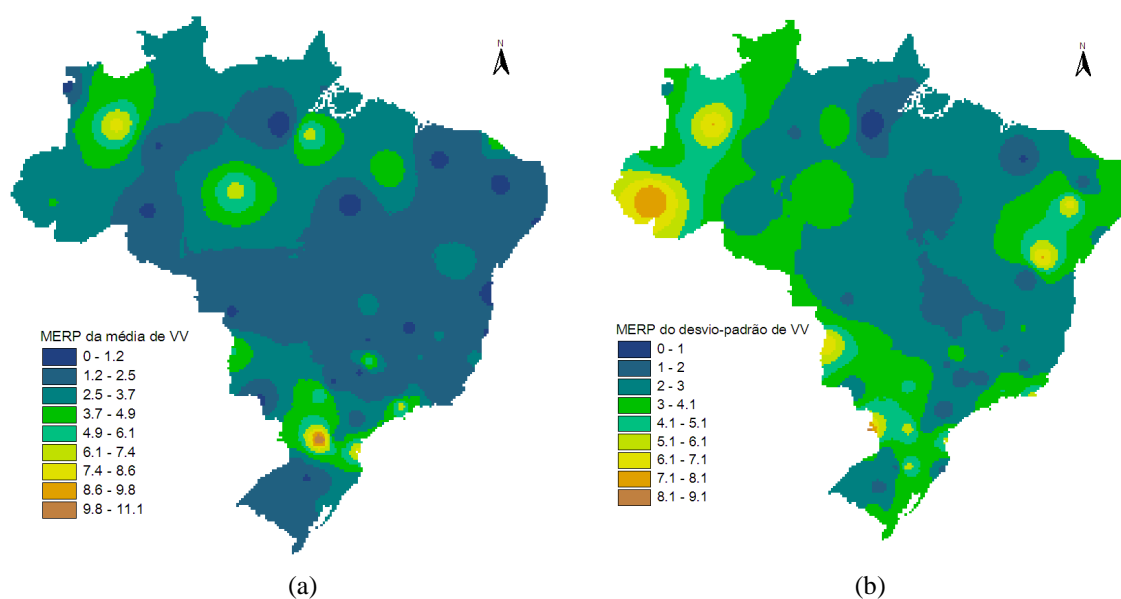 N
N
MERP da média de VV
0 - 1.2
1.2 - 2.5
2.5 - 3.7
3.7 - 4.9
4.9 - 6.1
6.1 - 7.4
7.4 - 8.6
8.6 - 9.8
9.8 - 11.1
MERP do desvio-padrão de VV
0 - 1
1 - 2
2 - 3
3 - 4.1
4.1 - 5.1
5.1 - 6.1
6.1 - 7.1
7.1 - 8.1
8.1 - 9.1
(a)
(b)